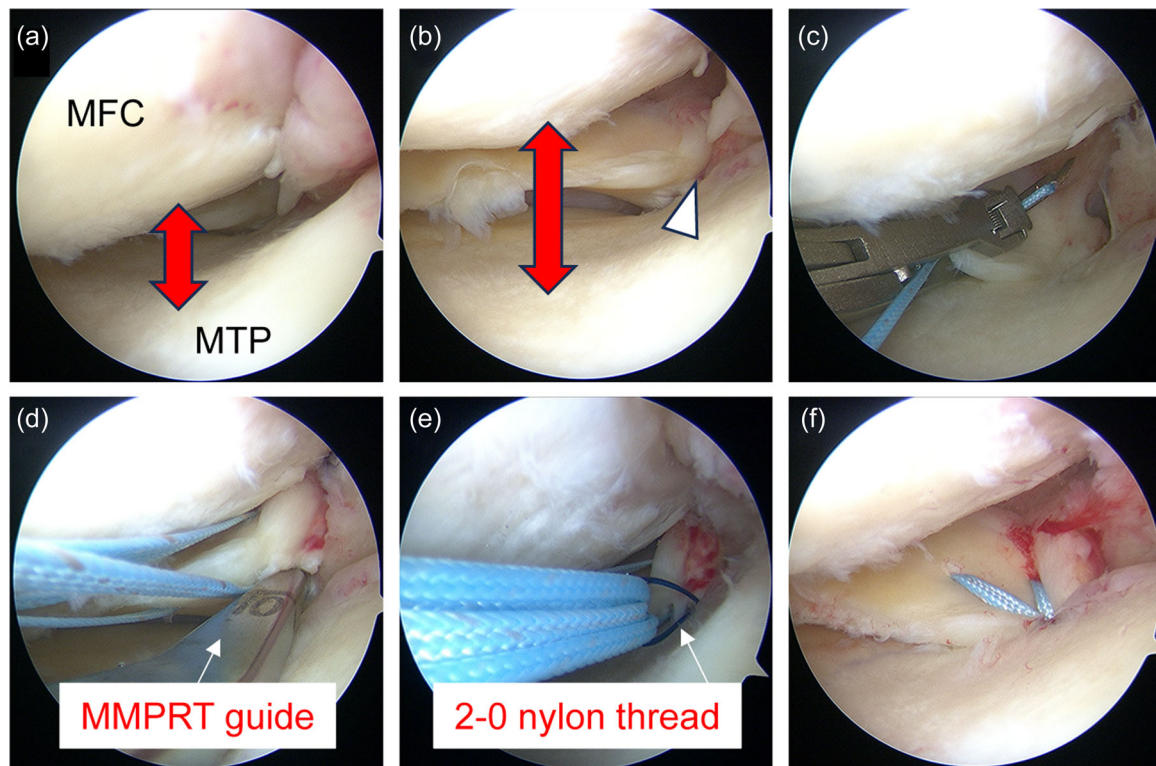 (a)
MFC
MTP
(b)
(c)
(d)
MMPRT guide
(e)
2-0 nylon thread
(f)